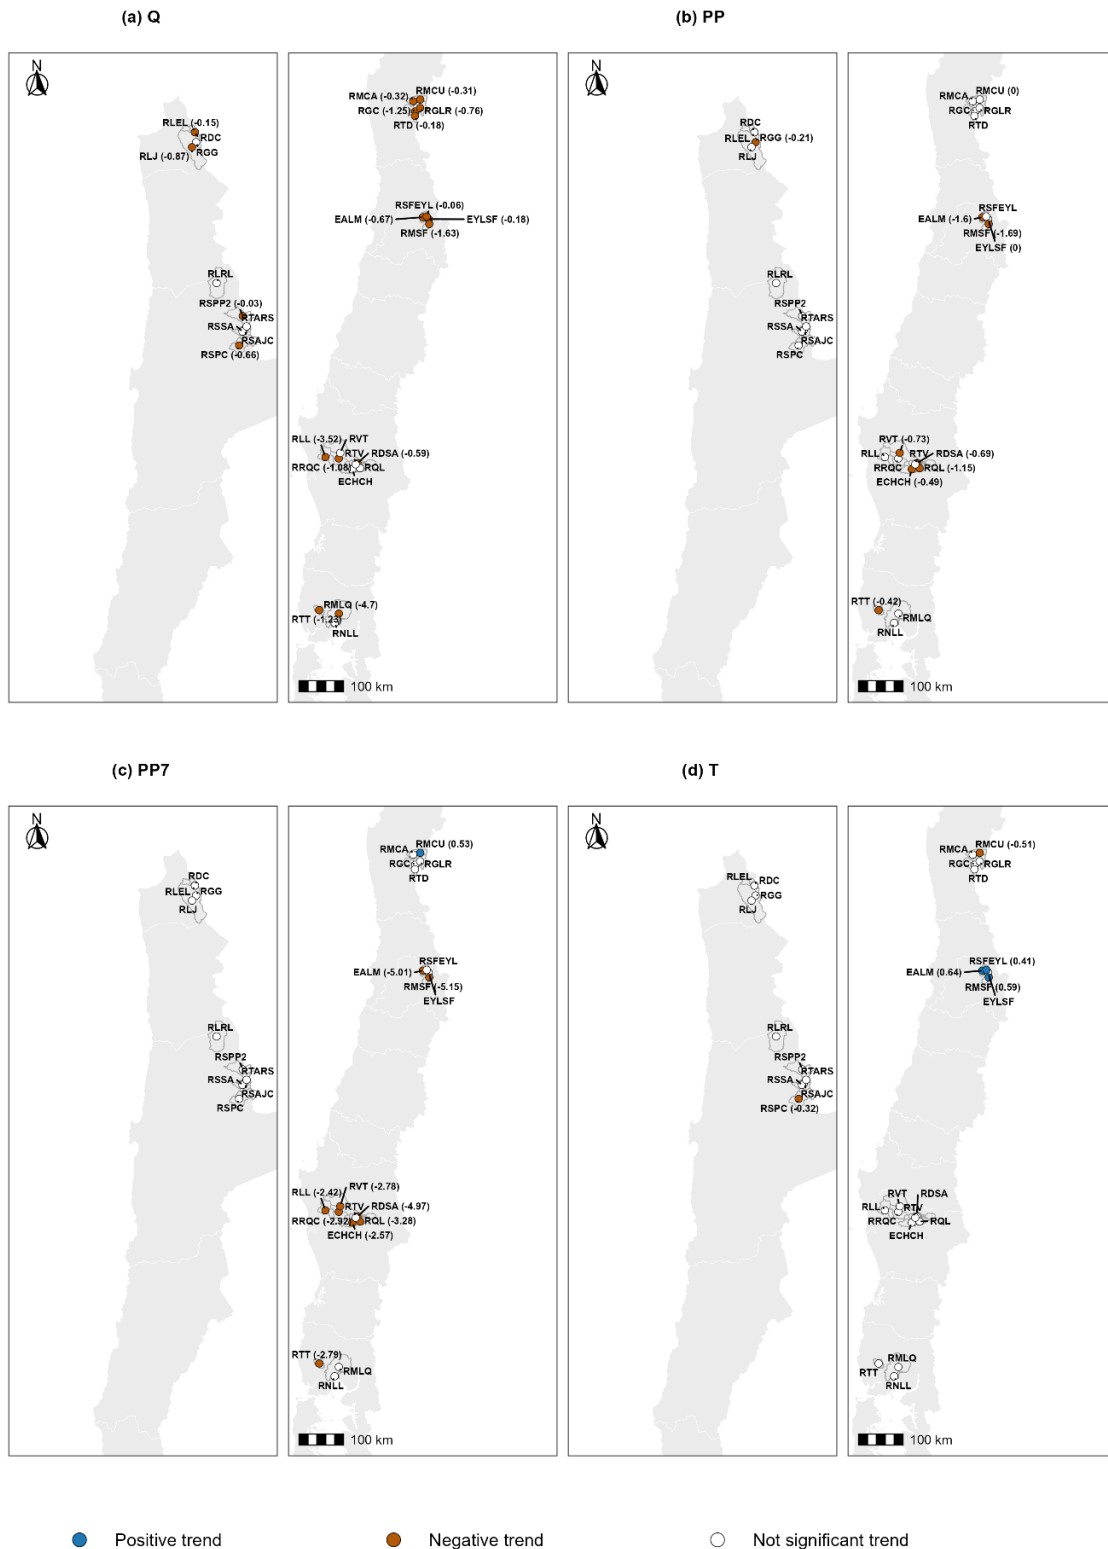 (a) Q
(b) PP
N
RLEL (-0.15)
RDC
RGG
RLJ (-0.87)
RLRL
RSPP2 (-0.03)
RTARS
RSSA
RSAJC
RSPC (-0.66)
RMCU (-0.31)
RMCA (-0.32)
RGC (-1.25)
RGLR (-0.76)
RTD (-0.18)
RSFEYL (-0.06)
EALM (-0.67)
EYLSF (-0.18)
RMSF (-1.63)
RLL (-3.52)
RVT
RTV
RDSA (-0.59)
RRQC (-1.08)
RQL
ECHCH
RMLQ (-4.7)
RTT (-1.23)
RNLL
100 km
N
RDC
RLEL
RGG (-0.21)
RLJ
RLRL
RSPP2
RTARS
RSSA
RSAJC
RSPC
RMCU (0)
RMCA
RGC
RGLR
RTD
RSFEYL
EALM (-1.6)
RMSF (-1.69)
EYLSF (0)
RVT (-0.73)
RLL
RTV
RDSA (-0.69)
RRQC
RQL (-1.15)
ECHCH (-0.49)
RTT (-0.42)
RMLQ
RNLL
100 km
(c) PP7
(d) T
N
RDC
RLEL
RGG
RLJ
RLRL
RSPP2
RTARS
RSSA
RSAJC
RSPC
RMCU (0.53)
RMCA
RGC
RGLR
RTD
RSFEYL
EALM (-5.01)
RMSF (-5.15)
EYLSF
RVT (-2.78)
RLL (-2.42)
RTV
RDSA (-4.97)
RRQC (-2.92)
RQL (-3.28)
ECHCH (-2.57)
RTT (-2.79)
RMLQ
RNLL
100 km
N
RDC
RLEL
RGG
RLJ
RLRL
RSPP2
RTARS
RSSA
RSAJC
RSPC (-0.32)
RMCU (-0.51)
RMCA
RGC
RGLR
RTD
RSFEYL (0.41)
EALM (0.64)
RMSF (0.59)
EYLSF
RVT
RDSA
RLL
RTV
RRQC
RQL
ECHCH
RMLQ
RTT
RNLL
100 km
Positive trend
Negative trend
Not significant trend